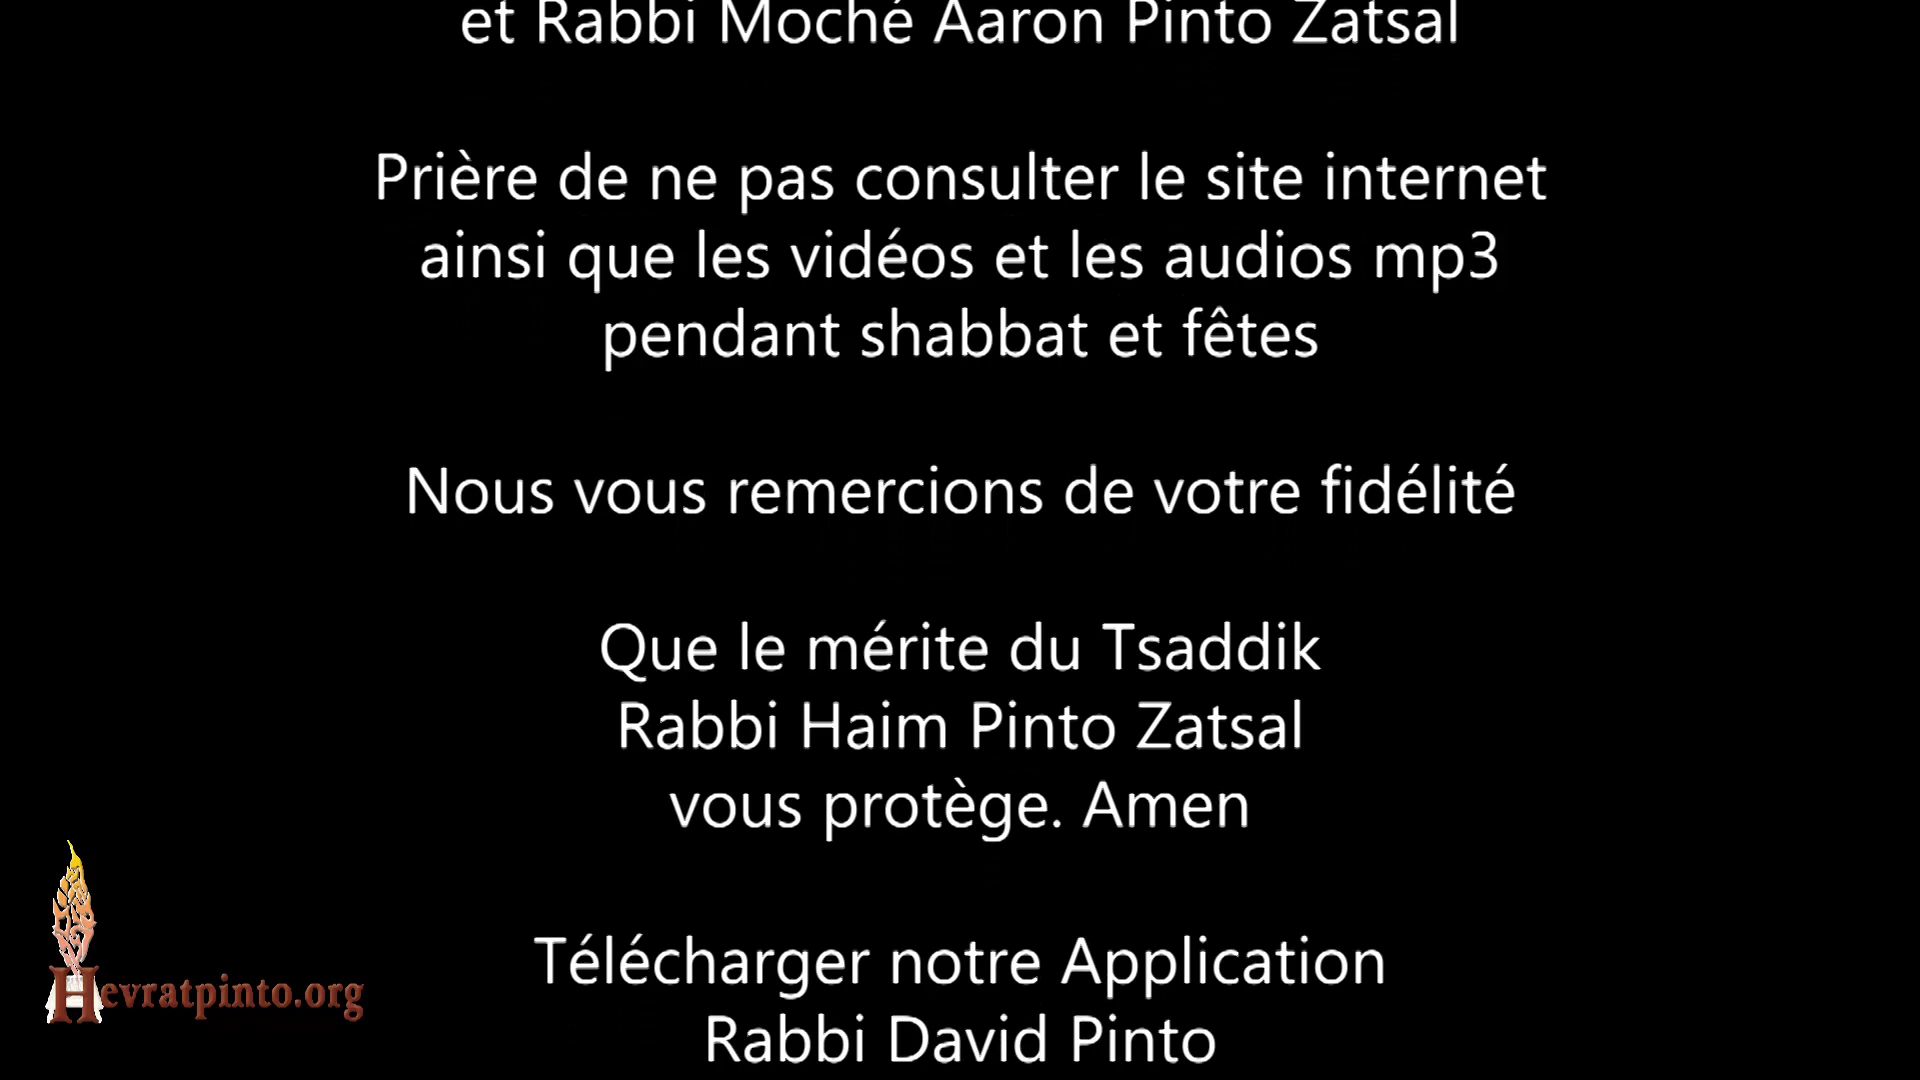 et Rabbi Moché Aaron Pinto Zatsal
Prière de ne pas consulter le site internet
ainsi que les vidéos et les audios mp3
pendant shabbat et fêtes
Nous vous remercions de votre fidélité
Que le mérite du Tsaddik
Rabbi Haim Pinto Zatsal
vous protège. Amen
Télécharger notre Application
Rabbi David Pinto
Hevratpinto.org